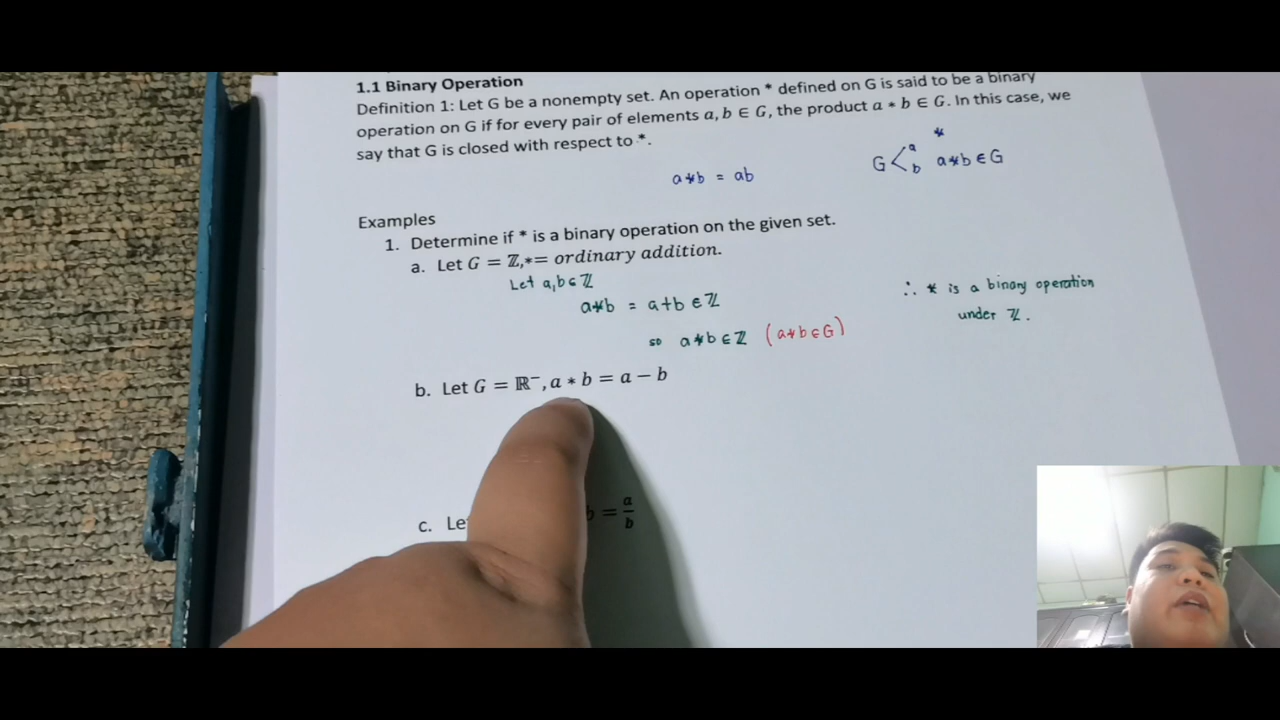 1.1 Binary Operation
Definition 1: Let G be a nonempty set. An operation * defined on G is said to be a binary
operation on G if for every pair of elements a, b ∈ G, the product a * b ∈ G. In this case, we
say that G is closed with respect to *.
a*b = ab
G < a b * a*b ∈ G
Examples
1. Determine if * is a binary operation on the given set.
a. Let G = ℤ,*= ordinary addition.
Let a,b ∈ ℤ
a*b = a+b ∈ ℤ
so a*b ∈ ℤ (a*b ∈ G)
∴ * is a binary operation
under ℤ.
b. Let G = ℝ⁻, a * b = a − b
c. b = a/b